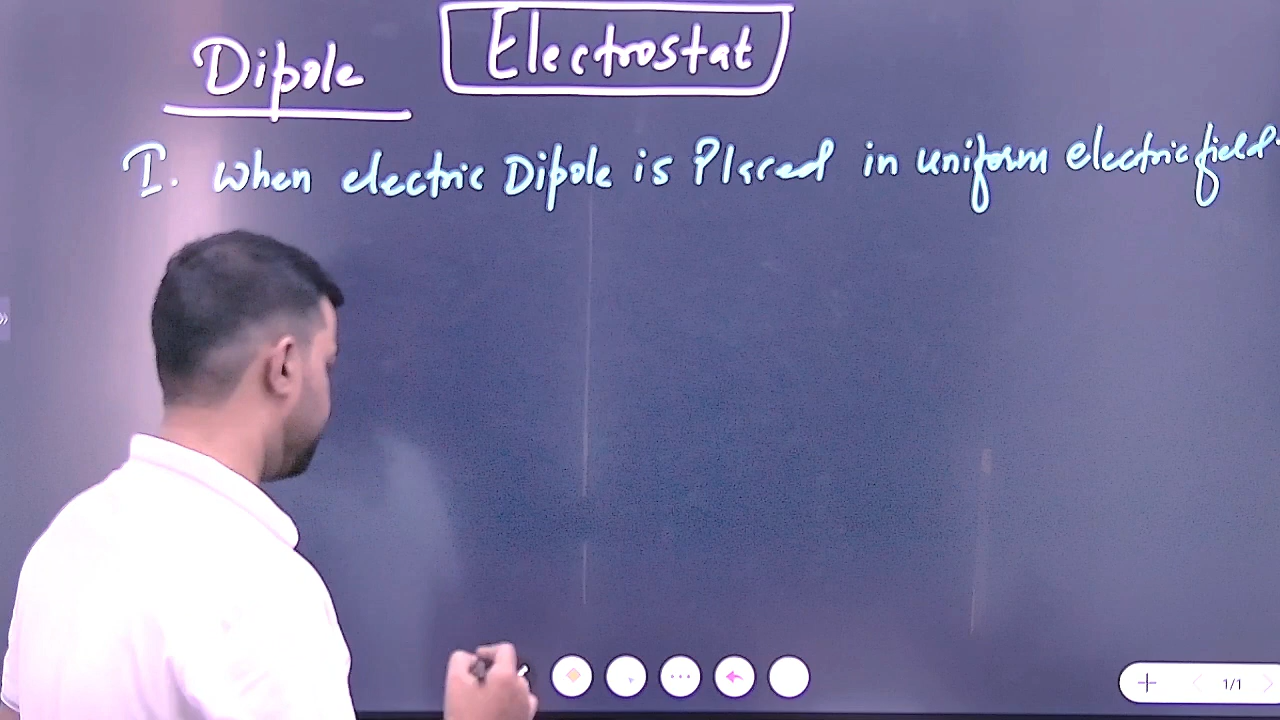 Dipole Electrostat
I. When electric Dipole is Placed in uniform electric field.
1/1